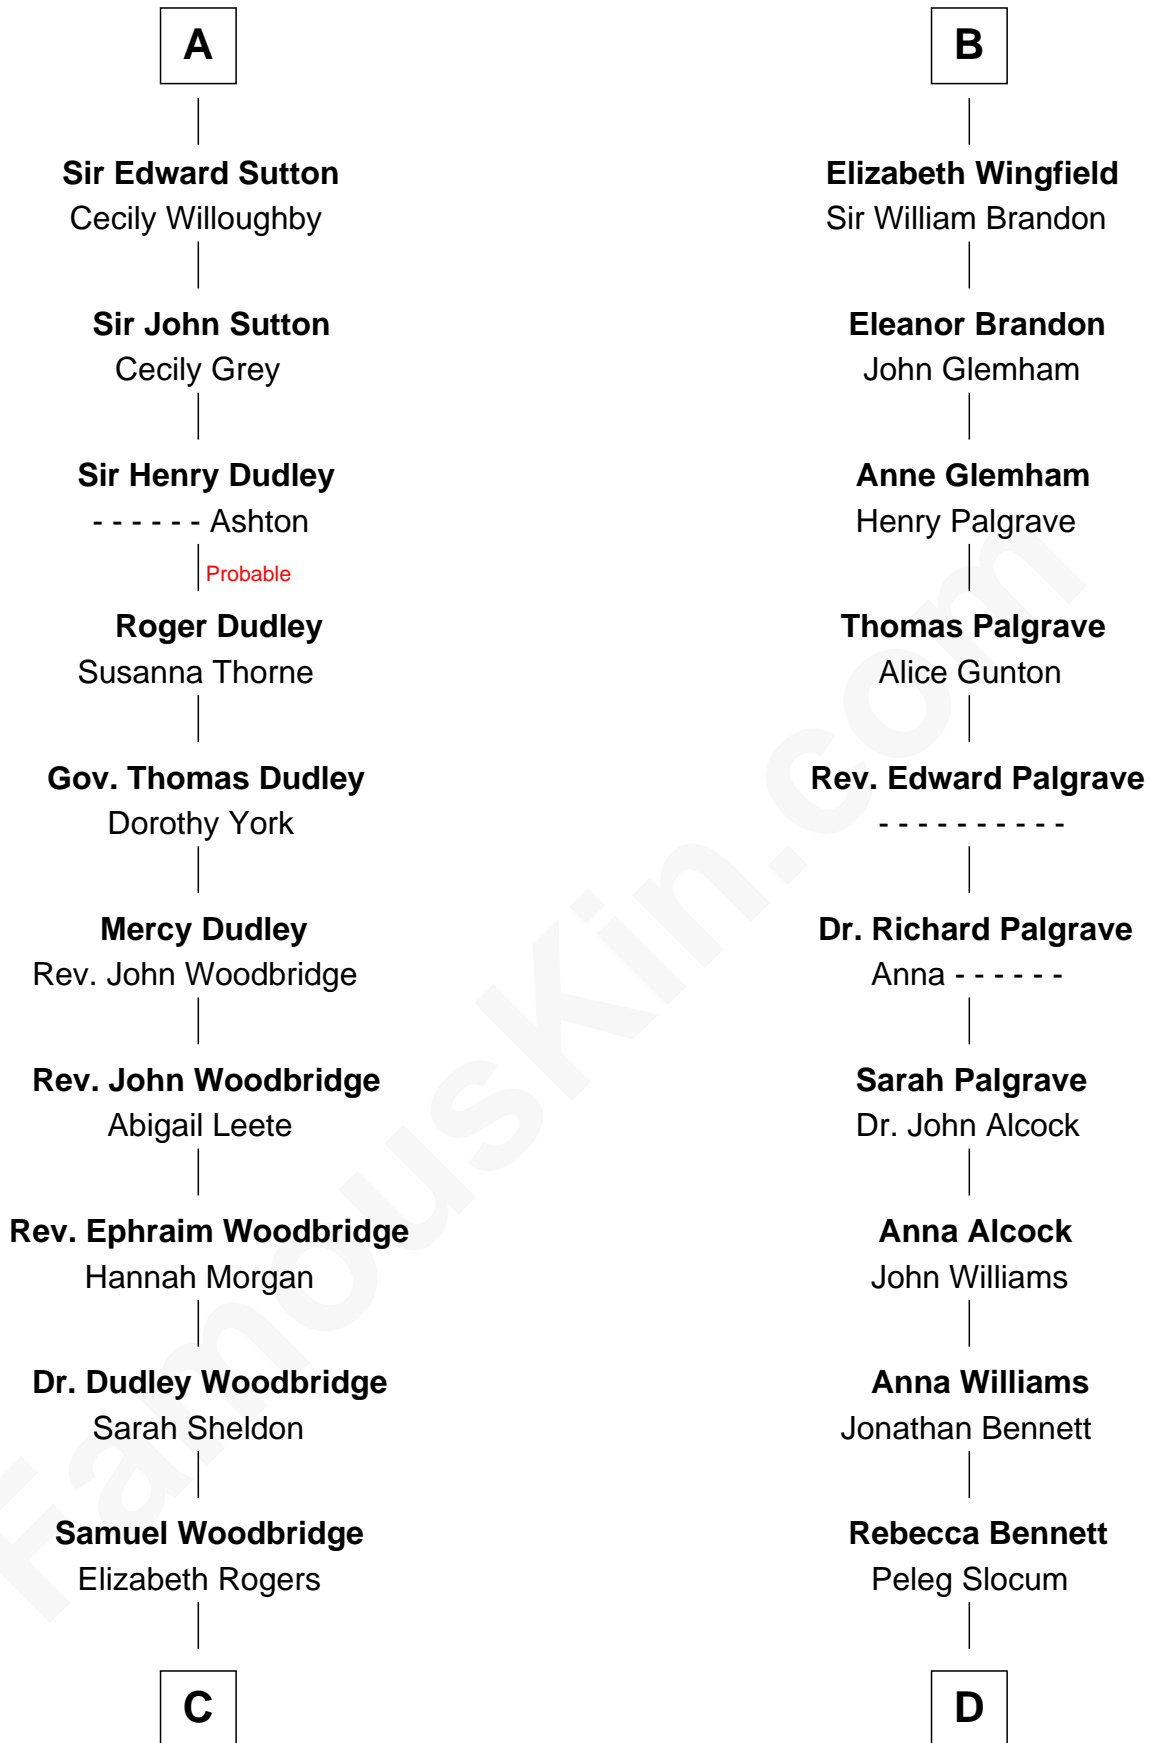 A
Sir Edward Sutton
Cecily Willoughby
Sir John Sutton
Cecily Grey
Sir Henry Dudley
- - - - - - Ashton
Probable
Roger Dudley
Susanna Thorne
Gov. Thomas Dudley
Dorothy York
Mercy Dudley
Rev. John Woodbridge
Rev. John Woodbridge
Abigail Leete
Rev. Ephraim Woodbridge
Hannah Morgan
Dr. Dudley Woodbridge
Sarah Sheldon
Samuel Woodbridge
Elizabeth Rogers
C
B
Elizabeth Wingfield
Sir William Brandon
Eleanor Brandon
John Glemham
Anne Glemham
Henry Palgrave
Thomas Palgrave
Alice Gunton
Rev. Edward Palgrave
- - - - - - - - - -
Dr. Richard Palgrave
Anna - - - - - -
Sarah Palgrave
Dr. John Alcock
Anna Alcock
John Williams
Anna Williams
Jonathan Bennett
Rebecca Bennett
Peleg Slocum
D
FamousKin.com